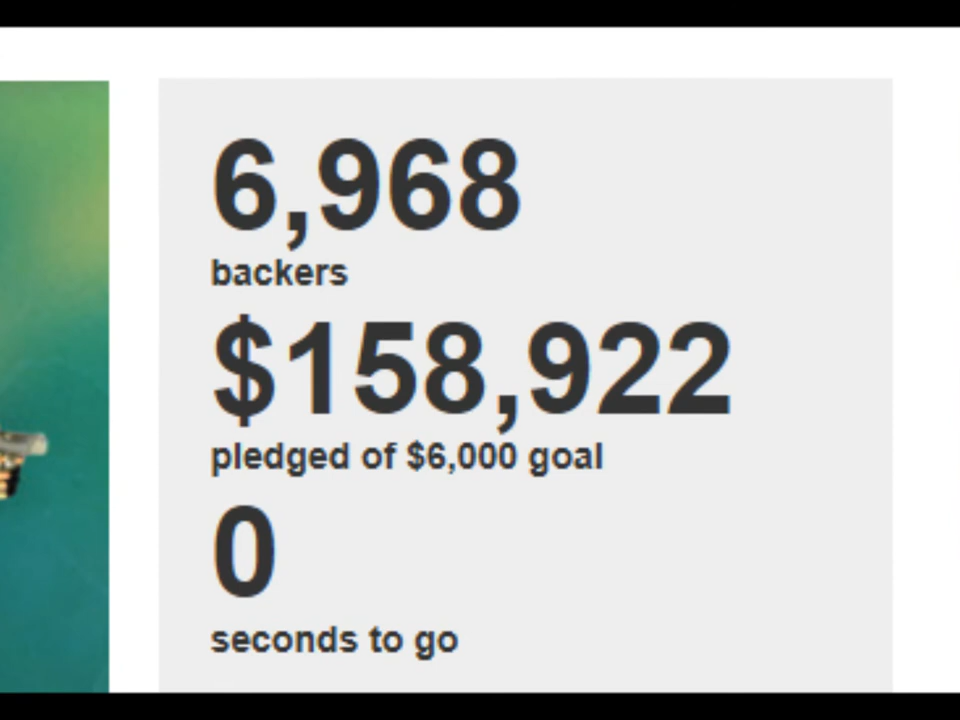 6,968
backers
$158,922
pledged of $6,000 goal
0
seconds to go